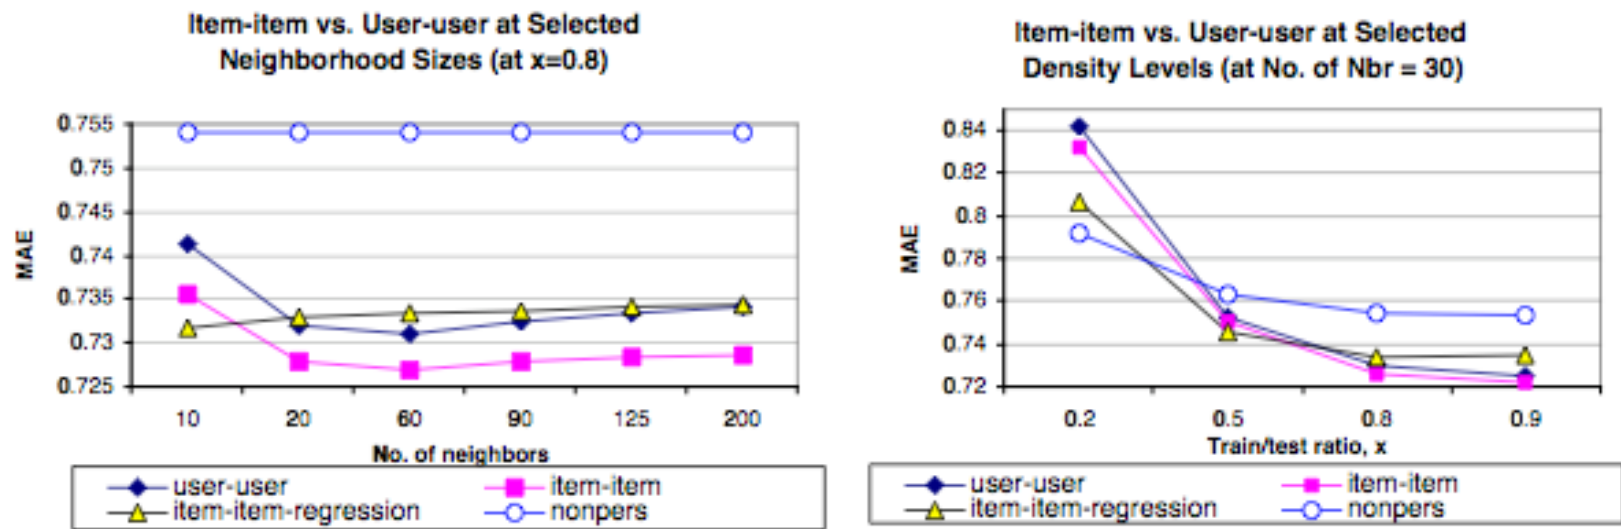 Item-item vs. User-user at Selected
Neighborhood Sizes (at x=0.8)
0.755
0.75
0.745
0.74
0.735
0.73
0.725
MAE
10 20 60 90 125 200
No. of neighbors
user-user item-item
item-item-regression nonpers
Item-item vs. User-user at Selected
Density Levels (at No. of Nbr = 30)
0.84
0.82
0.8
0.78
0.76
0.74
0.72
MAE
0.2 0.5 0.8 0.9
Train/test ratio, x
user-user item-item
item-item-regression nonpers